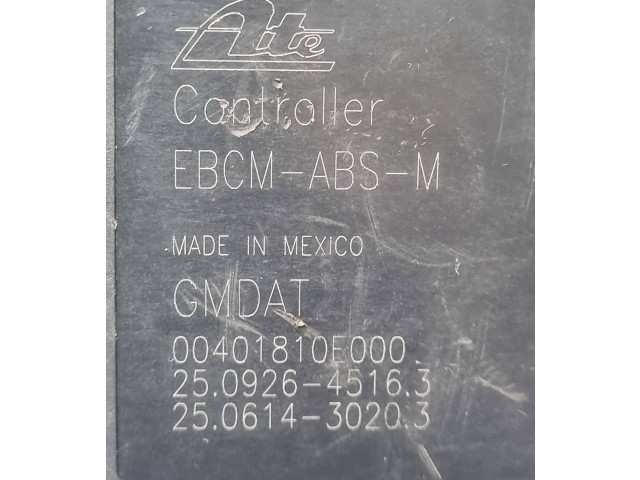 Ate
Controller
EBCM-ABS-M
MADE IN MEXICO
GMDAT
00401810E000
25.0926-4516.3
25.0614-3020.3